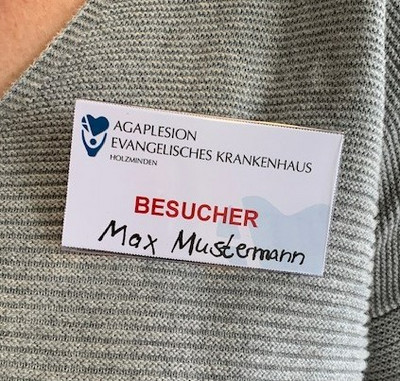 AGAPLESION
EVANGELISCHES KRANKENHAUS
HOLZMINDEN
BESUCHER
Max Mustermann